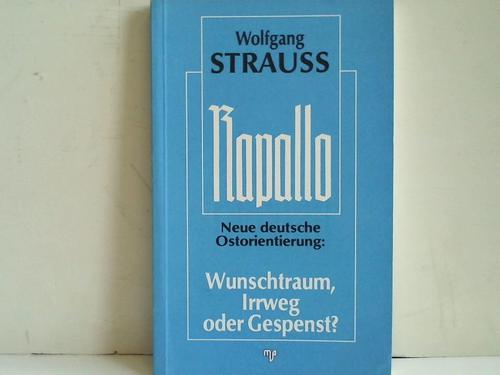 Wolfgang
STRAUSS
Rapallo
Neue deutsche
Ostorientierung:
Wunschtraum,
Irrweg
oder Gespenst?